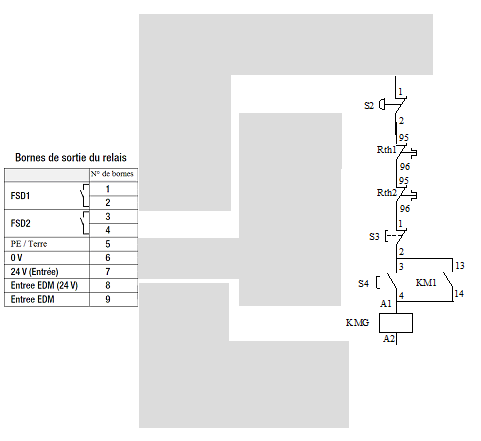 Bornes de sortie du relais
N° de bornes
FSD1
1
2
FSD2
3
4
PE / Terre 5
0 V 6
24 V (Entrée) 7
Entree EDM (24 V) 8
Entree EDM 9
1
S2
2
95
Rth1
96
95
Rth2
96
1
S3
2
3
13
S4
KM1
4
14
A1
KMG
A2